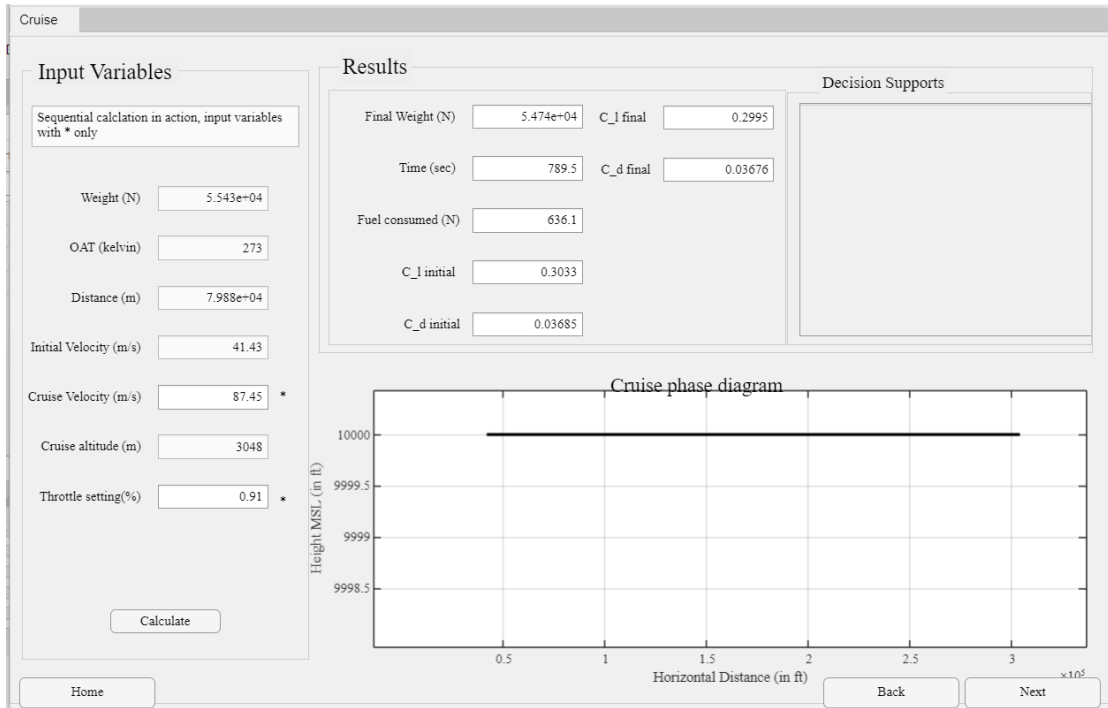 Cruise
Input Variables
Sequential calclation in action, input variables
with * only
Weight (N) 5.543e+04
OAT (kelvin) 273
Distance (m) 7.988e+04
Initial Velocity (m/s) 41.43
Cruise Velocity (m/s) 87.45 *
Cruise altitude (m) 3048
Throttle setting(%) 0.91 *
Calculate
Results
Final Weight (N) 5.474e+04 C_l final 0.2995
Time (sec) 789.5 C_d final 0.03676
Fuel consumed (N) 636.1
C_l initial 0.3033
C_d initial 0.03685
Decision Supports
Cruise phase diagram
Height MSL (in ft)
10000
9999.5
9999
9998.5
0.5 1 1.5 2 2.5 3
×10⁵
Horizontal Distance (in ft)
Home
Back
Next